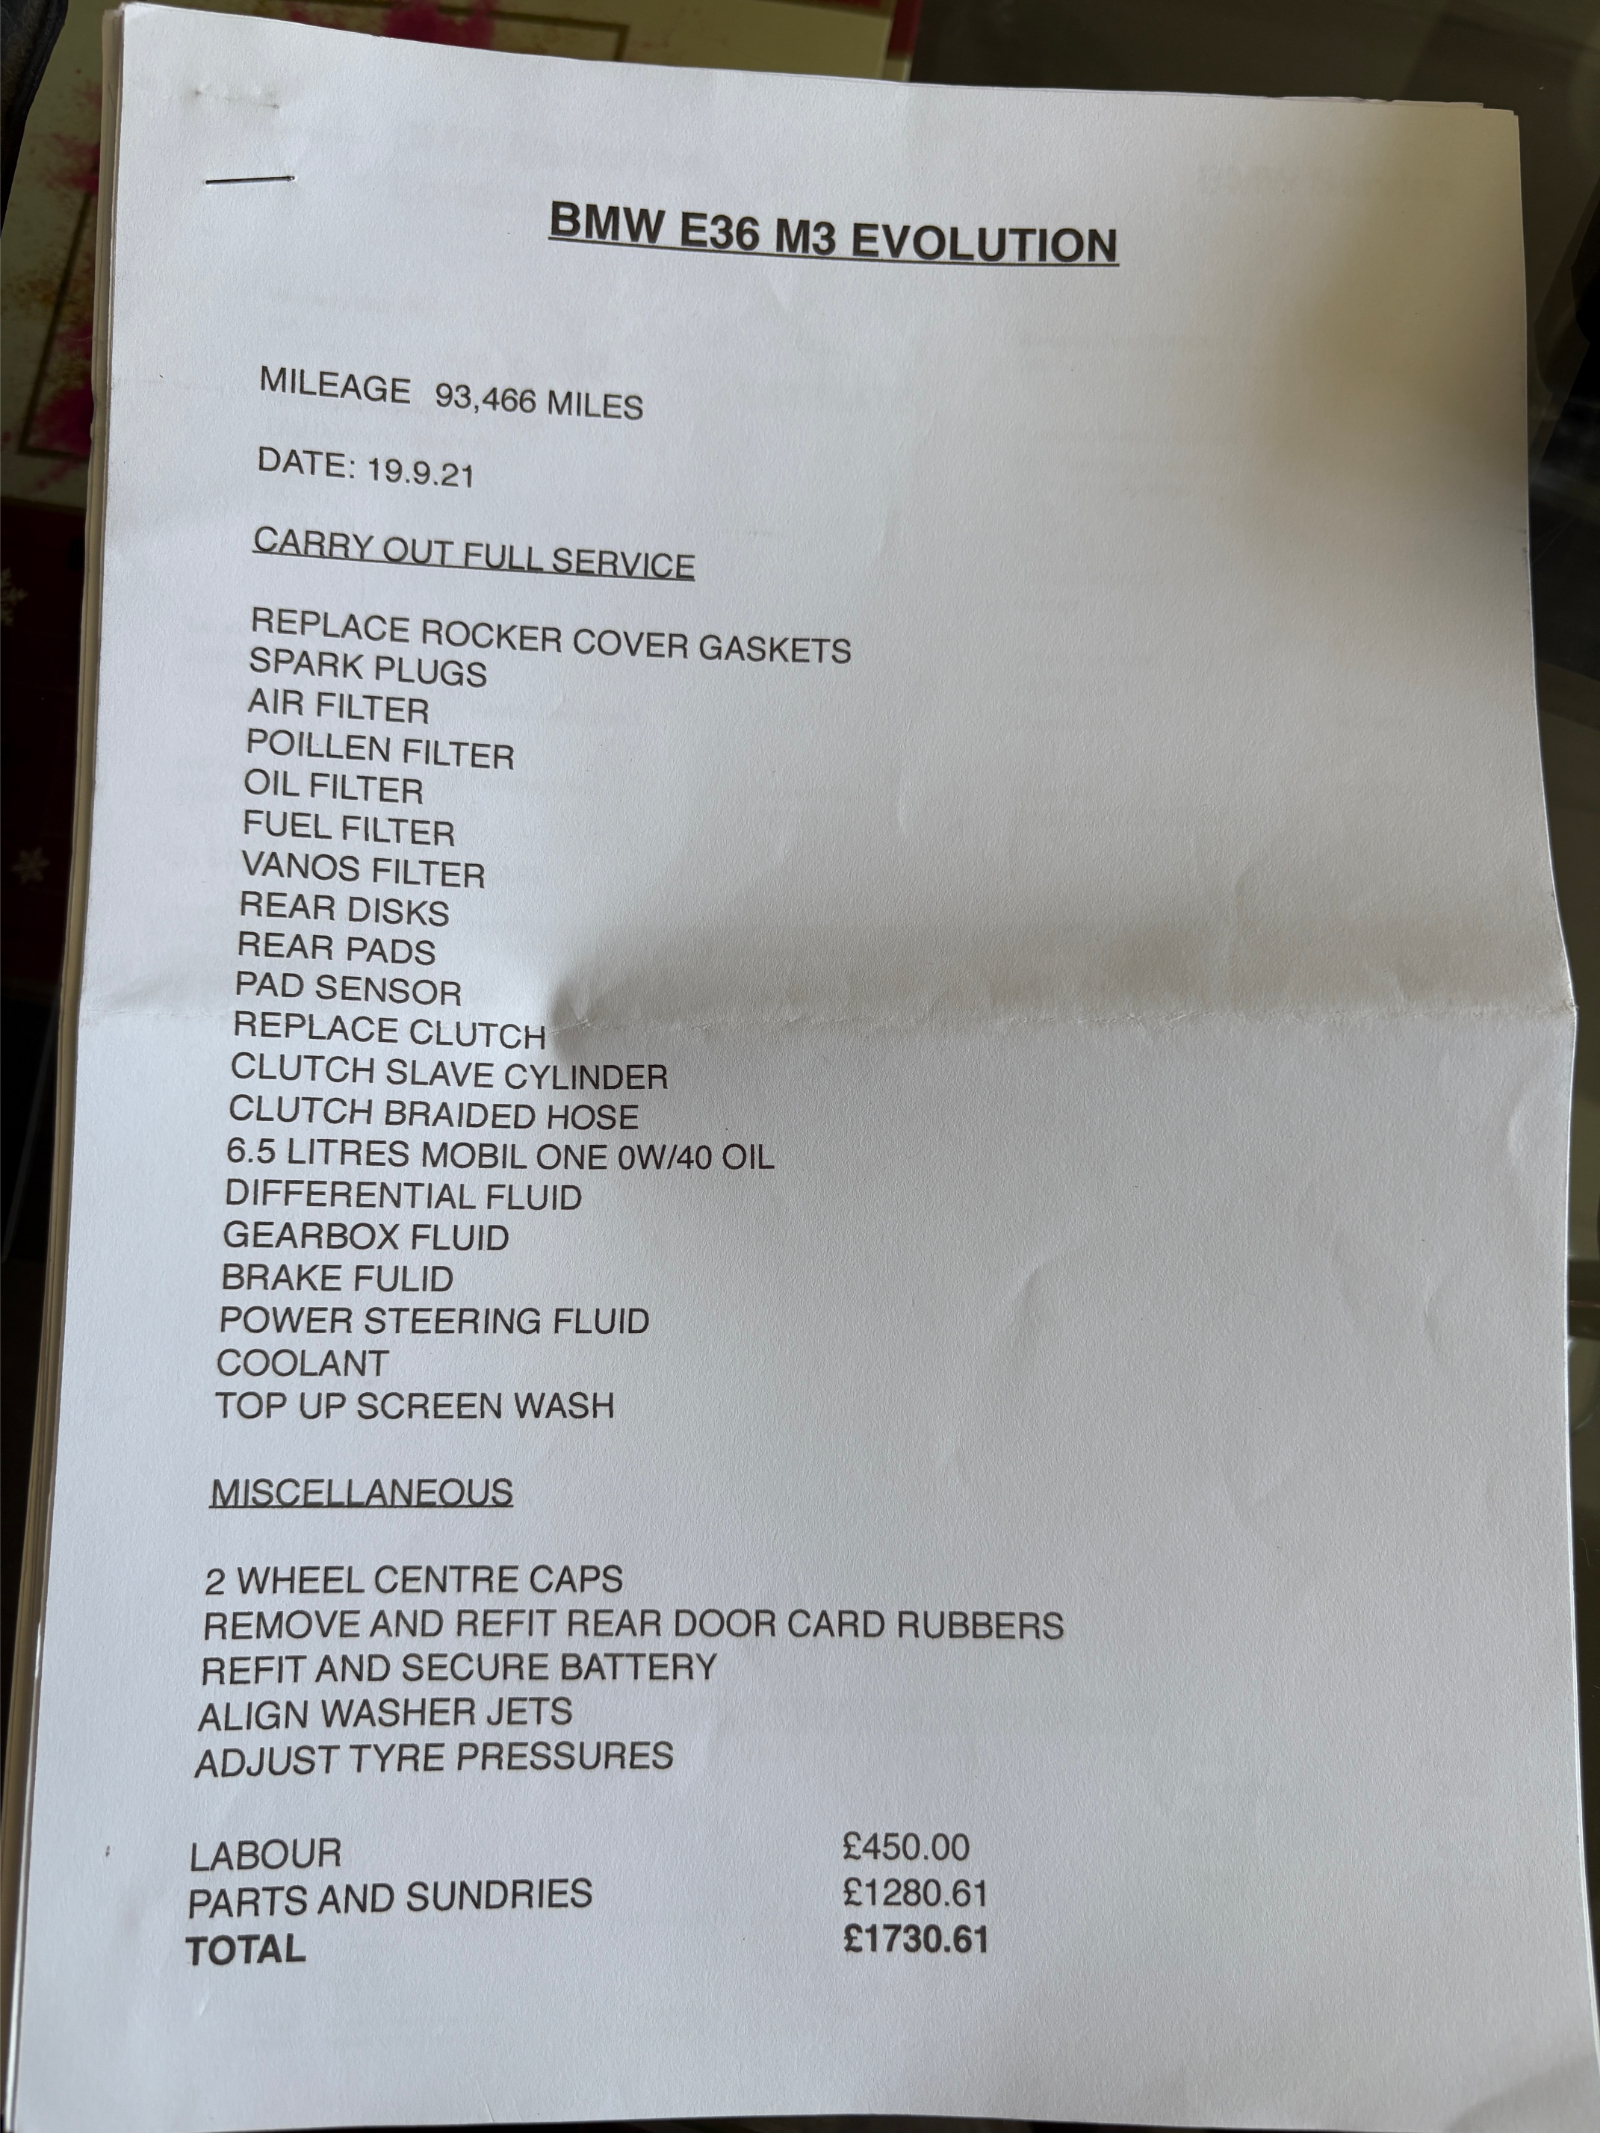 BMW E36 M3 EVOLUTION
MILEAGE 93,466 MILES
DATE: 19.9.21
CARRY OUT FULL SERVICE
REPLACE ROCKER COVER GASKETS
SPARK PLUGS
AIR FILTER
POILLEN FILTER
OIL FILTER
FUEL FILTER
VANOS FILTER
REAR DISKS
REAR PADS
PAD SENSOR
REPLACE CLUTCH
CLUTCH SLAVE CYLINDER
CLUTCH BRAIDED HOSE
6.5 LITRES MOBIL ONE 0W/40 OIL
DIFFERENTIAL FLUID
GEARBOX FLUID
BRAKE FULID
POWER STEERING FLUID
COOLANT
TOP UP SCREEN WASH
MISCELLANEOUS
2 WHEEL CENTRE CAPS
REMOVE AND REFIT REAR DOOR CARD RUBBERS
REFIT AND SECURE BATTERY
ALIGN WASHER JETS
ADJUST TYRE PRESSURES
LABOUR £450.00
PARTS AND SUNDRIES £1280.61
TOTAL £1730.61